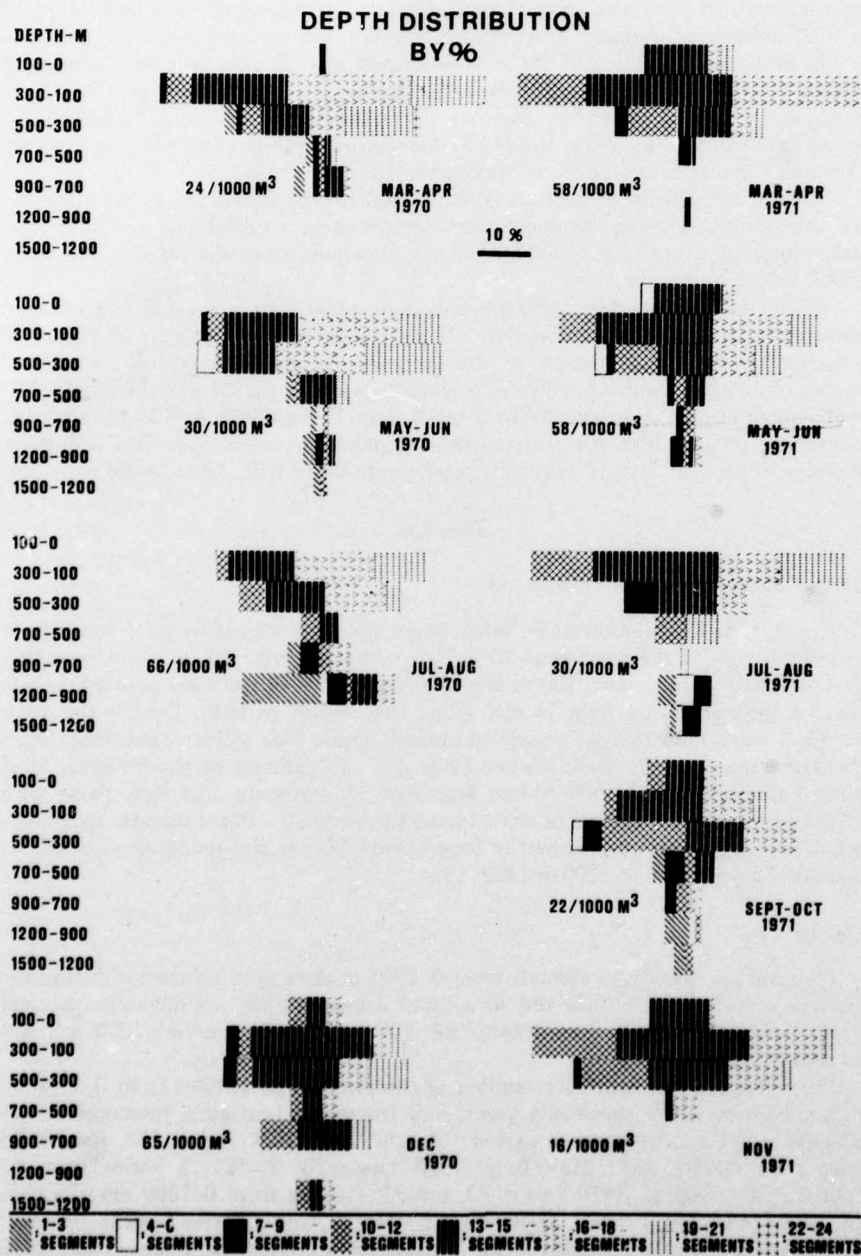 DEPTH DISTRIBUTION
BY%
DEPTH-M
100-0
300-100
500-300
700-500
900-700
1200-900
1500-1200
24/1000 M³
MAR-APR
1970
58/1000 M³
MAR-APR
1971
10 %
100-0
300-100
500-300
700-500
900-700
1200-900
1500-1200
30/1000 M³
MAY-JUN
1970
58/1000 M³
MAY-JUN
1971
100-0
300-100
500-300
700-500
900-700
1200-900
1500-1200
66/1000 M³
JUL-AUG
1970
30/1000 M³
JUL-AUG
1971
100-0
300-100
500-300
700-500
900-700
1200-900
1500-1200
22/1000 M³
SEPT-OCT
1971
100-0
300-100
500-300
700-500
900-700
1200-900
1500-1200
65/1000 M³
DEC
1970
16/1000 M³
NOV
1971
1-3 SEGMENTS
4-6 SEGMENTS
7-9 SEGMENTS
10-12 SEGMENTS
13-15 SEGMENTS
16-18 SEGMENTS
19-21 SEGMENTS
22-24 SEGMENTS